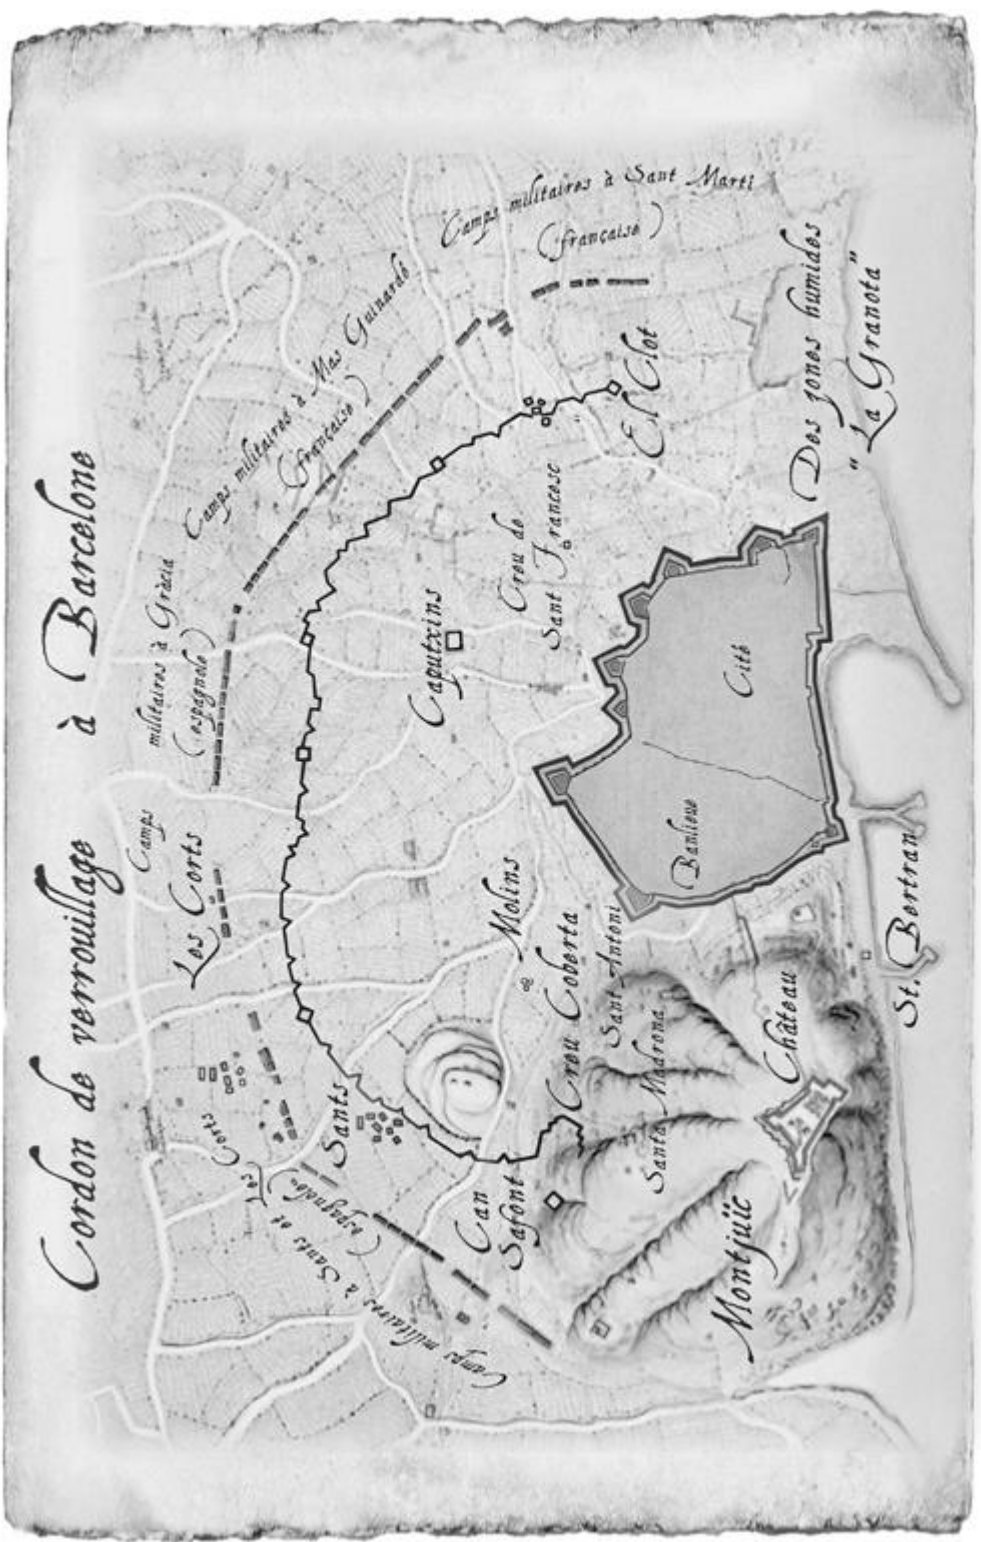 Cordon de verrouillage à Barcelone
Camps militaires à Gràcia
(espagnole)
Camps militaires à Mas Guinardó
(française)
Camps militaires à Sant Martí
(française)
Les Corts
Camps militaires à Sants et Les Corts
(espagnole)
Sants
Can
Safont
Caputxins
Creu de
Sant Francesc
El Clot
Molins
Creu Coberta
Sant Antoni
Santa Madrona
Banlieue
Cité
Des zones humides
"La Granota"
Montjuïc
Château
St. Bertran